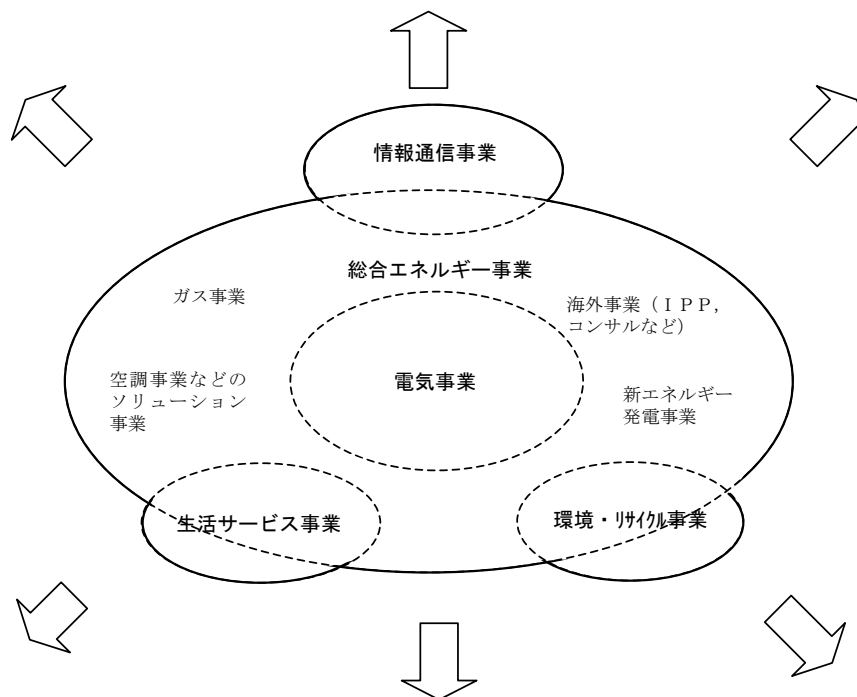 情報通信事業
総合エネルギー事業
ガス事業
海外事業（ＩＰＰ，
コンサルなど）
電気事業
空調事業などの
ソリューション
事業
新エネルギー
発電事業
生活サービス事業
環境・ﾘｻｲｸﾙ事業